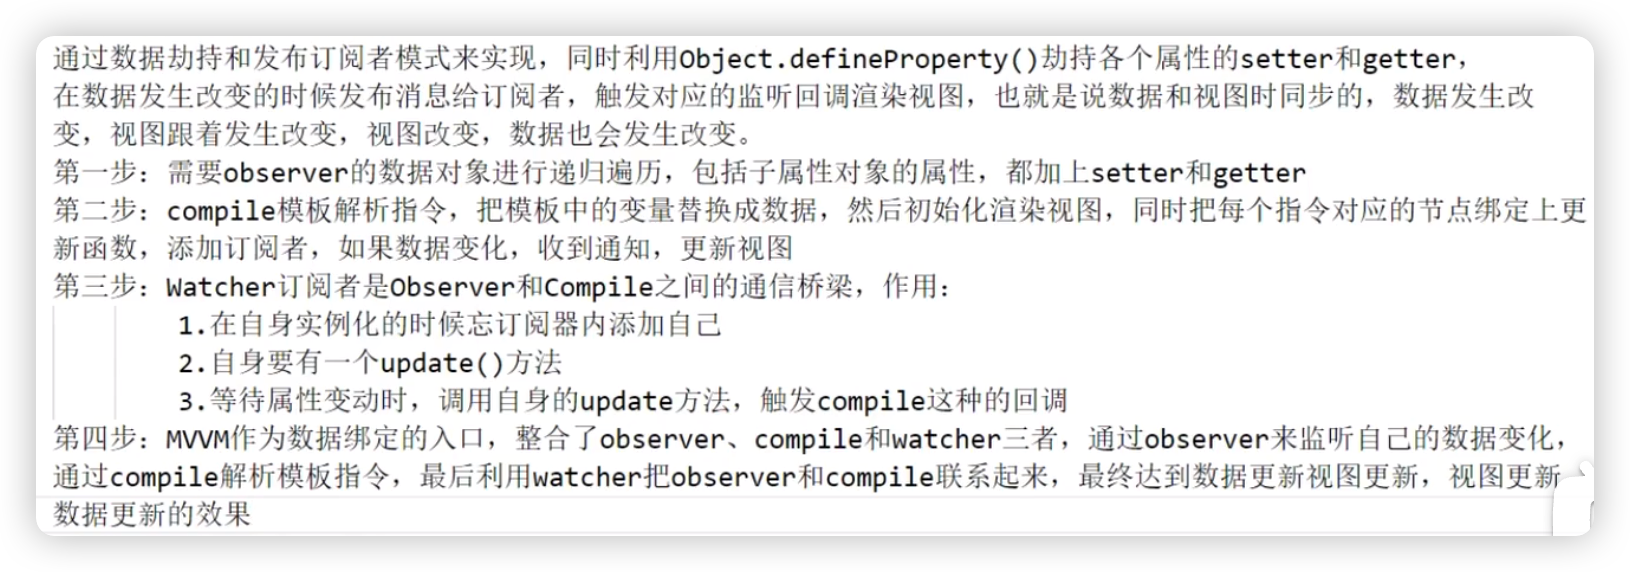 通过数据劫持和发布订阅者模式来实现，同时利用Object.defineProperty()劫持各个属性的setter和getter，
在数据发生改变的时候发布消息给订阅者，触发对应的监听回调渲染视图，也就是说数据和视图时同步的，数据发生改
变，视图跟着发生改变，视图改变，数据也会发生改变。
第一步：需要observer的数据对象进行递归遍历，包括子属性对象的属性，都加上setter和getter
第二步：compile模板解析指令，把模板中的变量替换成数据，然后初始化渲染视图，同时把每个指令对应的节点绑定上更
新函数，添加订阅者，如果数据变化，收到通知，更新视图
第三步：Watcher订阅者是Observer和Compile之间的通信桥梁，作用：
1.在自身实例化的时候忘订阅器内添加自己
2.自身要有一个update()方法
3.等待属性变动时，调用自身的update方法，触发compile这种的回调
第四步：MVVM作为数据绑定的入口，整合了observer、compile和watcher三者，通过observer来监听自己的数据变化，
通过compile解析模板指令，最后利用watcher把observer和compile联系起来，最终达到数据更新视图更新，视图更新
数据更新的效果